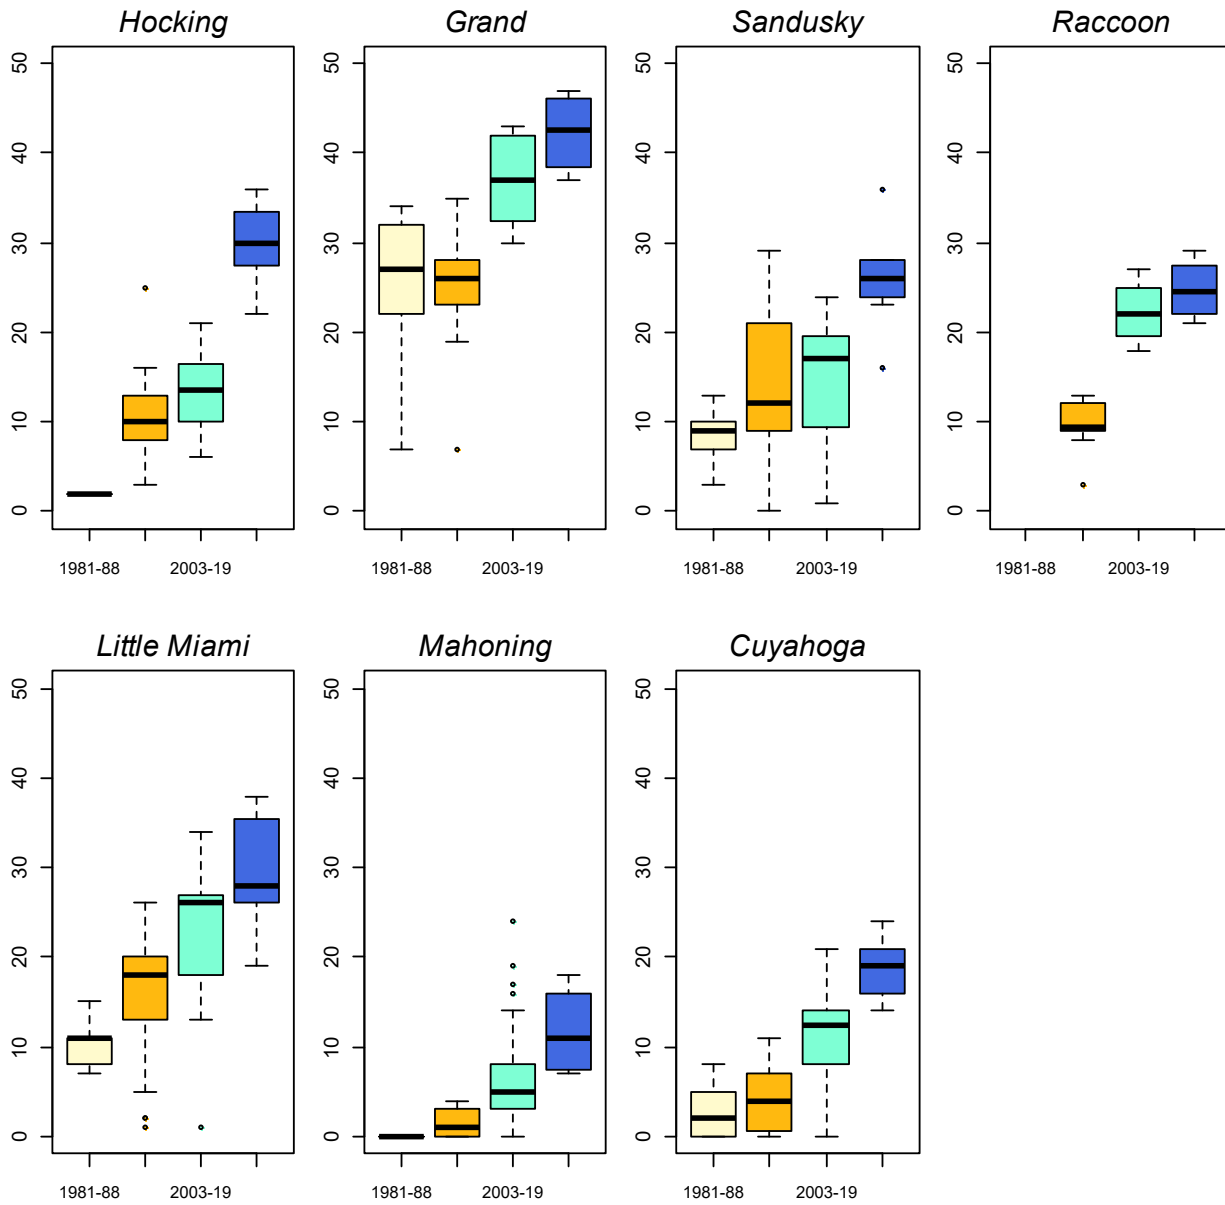 Hocking Grand Sandusky Raccoon
50 50 50 50
40 40 40 40
30 30 30 30
20 20 20 20
10 10 10 10
0 0 0 0
1981-88 2003-19 1981-88 2003-19 1981-88 2003-19 1981-88 2003-19
Little Miami Mahoning Cuyahoga
50 50 50
40 40 40
30 30 30
20 20 20
10 10 10
0 0 0
1981-88 2003-19 1981-88 2003-19 1981-88 2003-19